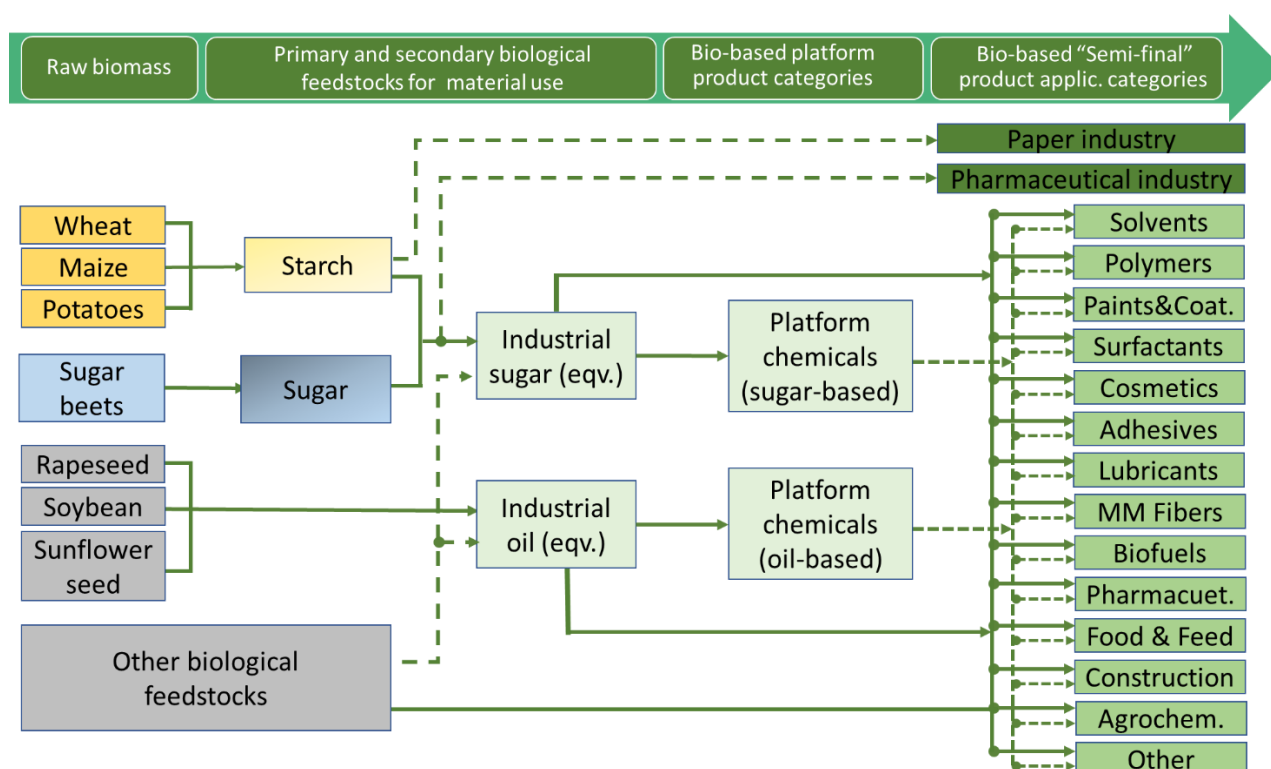 Raw biomass
Primary and secondary biological
feedstocks for material use
Bio-based platform
product categories
Bio-based “Semi-final”
product applic. categories
Paper industry
Pharmaceutical industry
Wheat
Maize
Potatoes
Starch
Sugar
beets
Sugar
Industrial
sugar (eqv.)
Platform
chemicals
(sugar-based)
Rapeseed
Soybean
Sunflower
seed
Industrial
oil (eqv.)
Platform
chemicals
(oil-based)
Other biological
feedstocks
Solvents
Polymers
Paints&Coat.
Surfactants
Cosmetics
Adhesives
Lubricants
MM Fibers
Biofuels
Pharmacuet.
Food & Feed
Construction
Agrochem.
Other